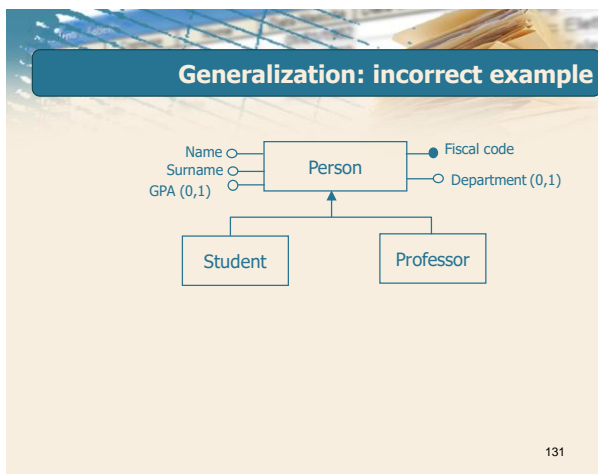 Generalization: incorrect example
Name
Surname
GPA (0,1)
Person
Fiscal code
Department (0,1)
Student
Professor
131